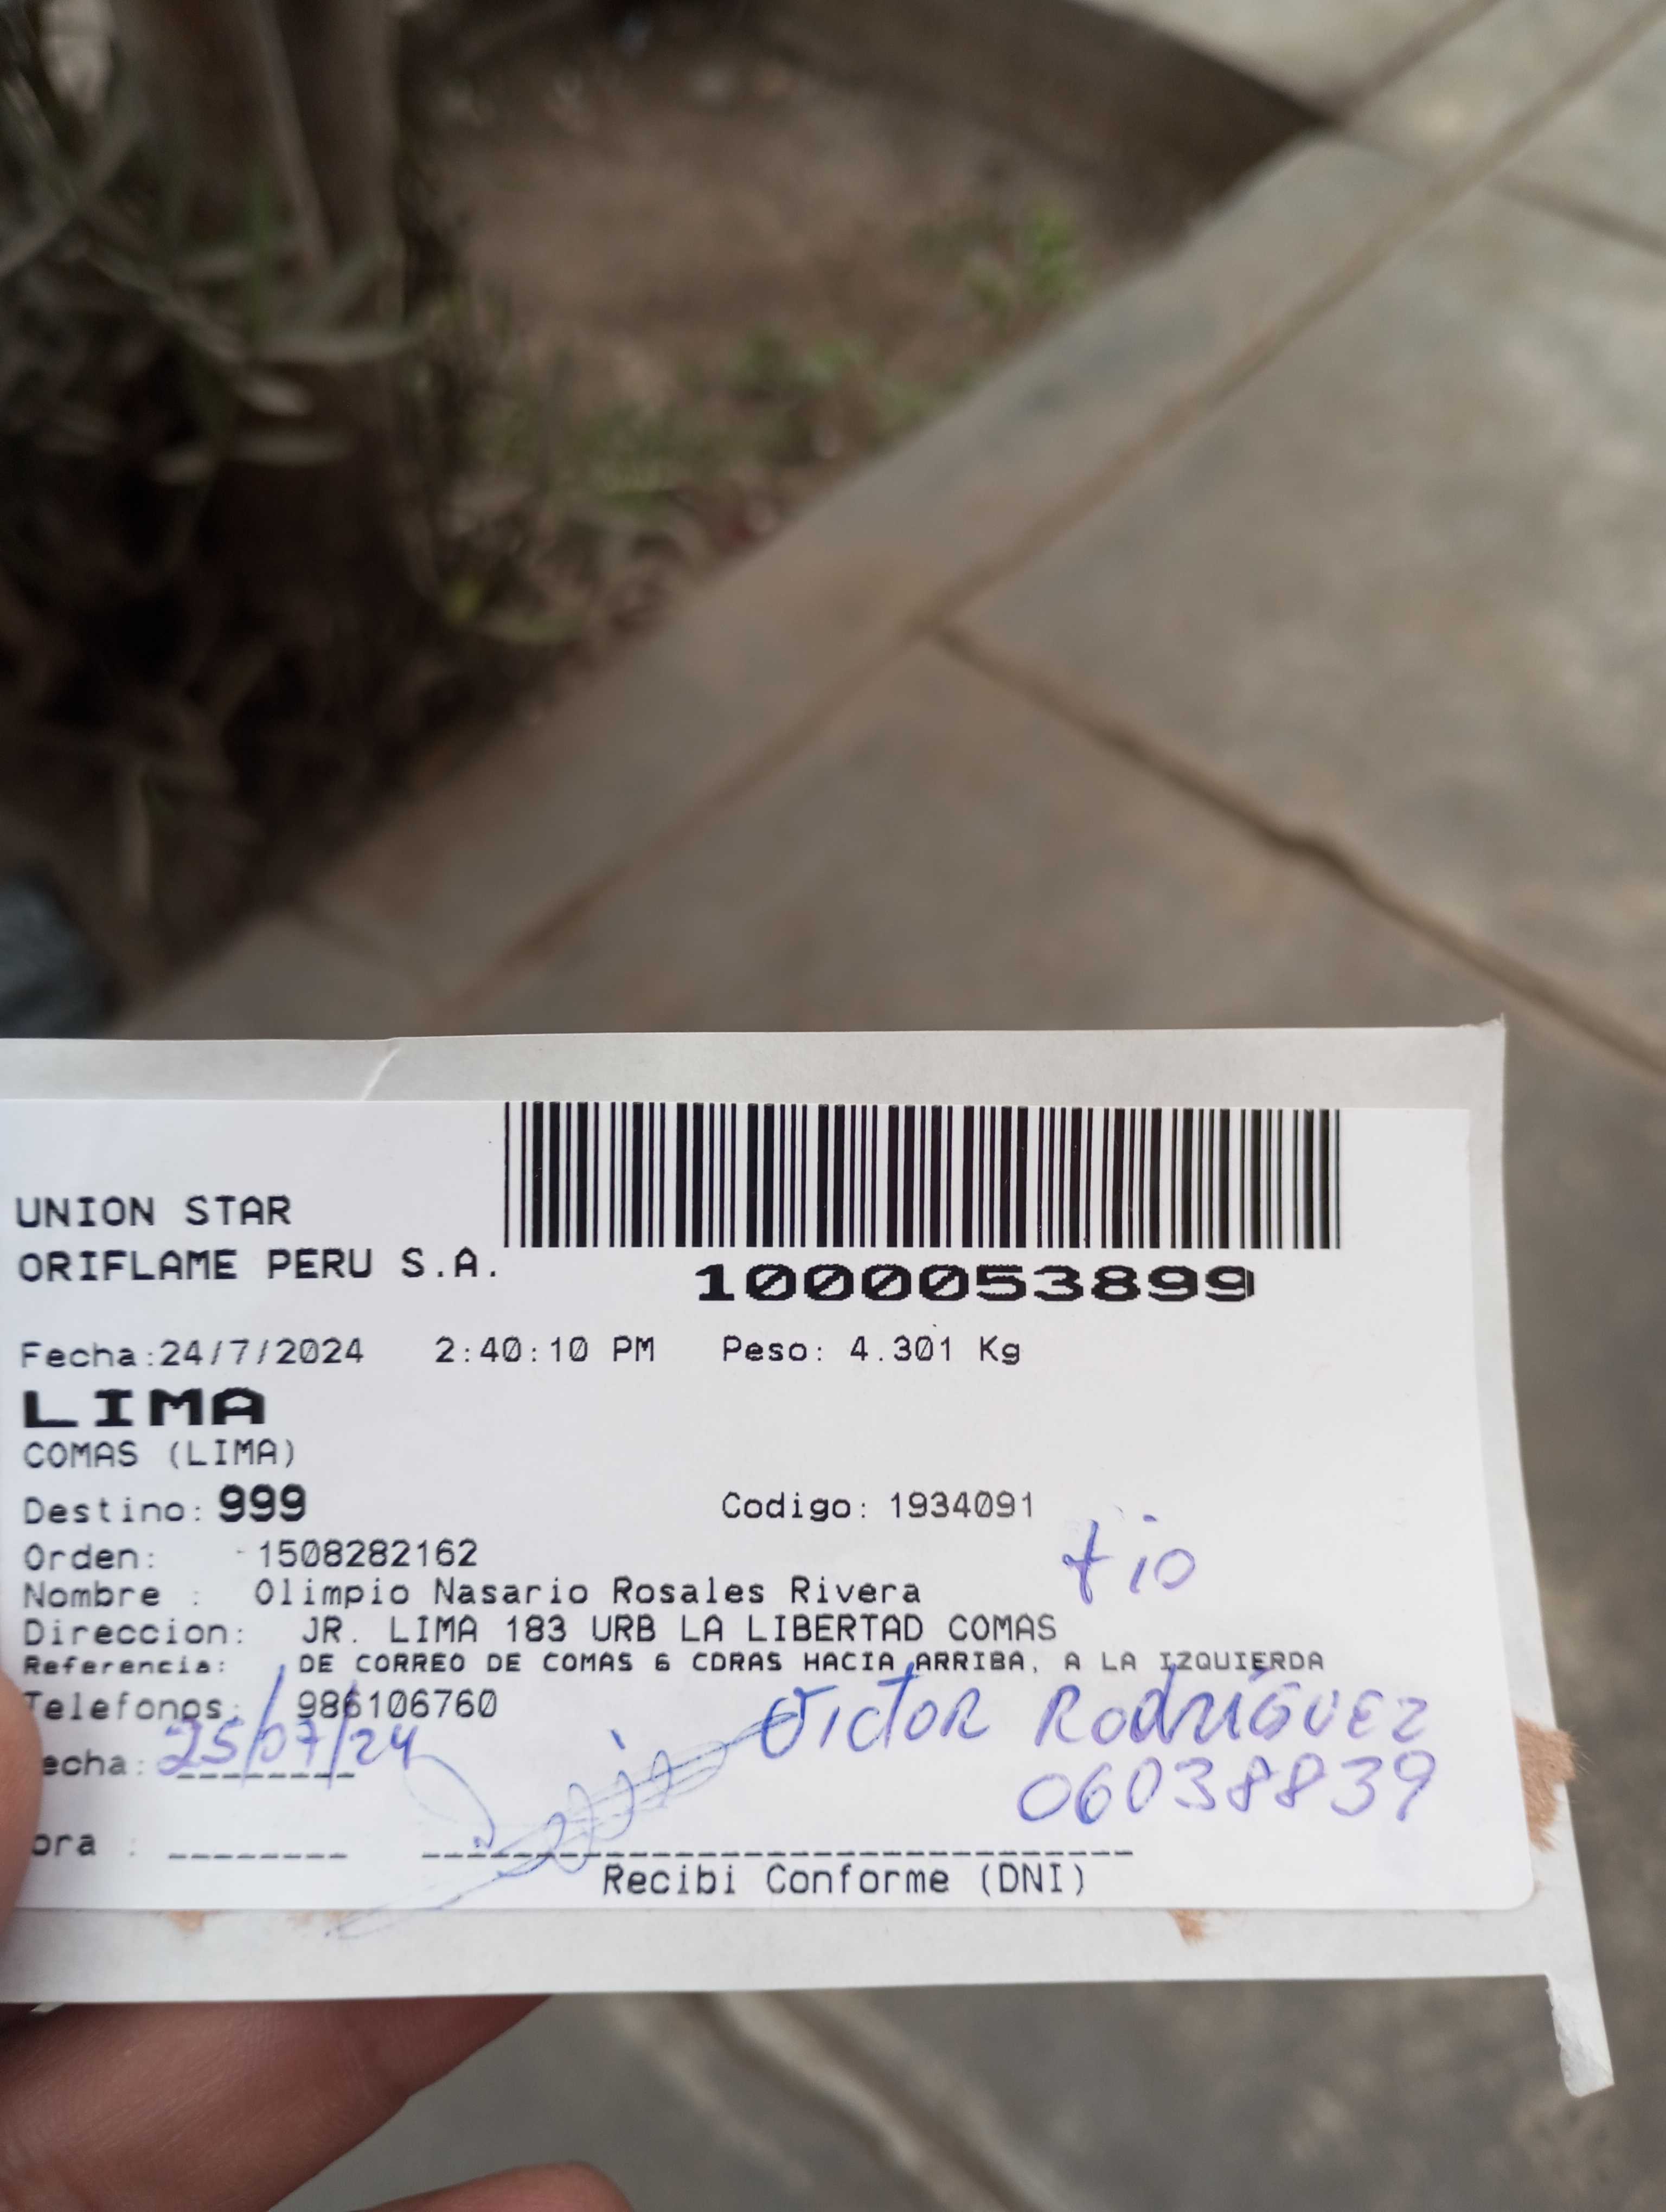 UNION STAR
ORIFLAME PERU S.A.
1000053899
Fecha:24/7/2024 2:40:10 PM Peso: 4.301 Kg
LIMA
COMAS (LIMA)
Destino: 999 Codigo: 1934091
Orden: 1508282162
tio
Nombre : Olimpio Nasario Rosales Rivera
Direccion: JR. LIMA 183 URB LA LIBERTAD COMAS
Referencia: DE CORREO DE COMAS 6 CDRAS HACIA ARRIBA, A LA IZQUIERDA
Telefonos: 986106760
Victor Rodríguez
echa: 25/07/24
06038839
ora :
Recibi Conforme (DNI)